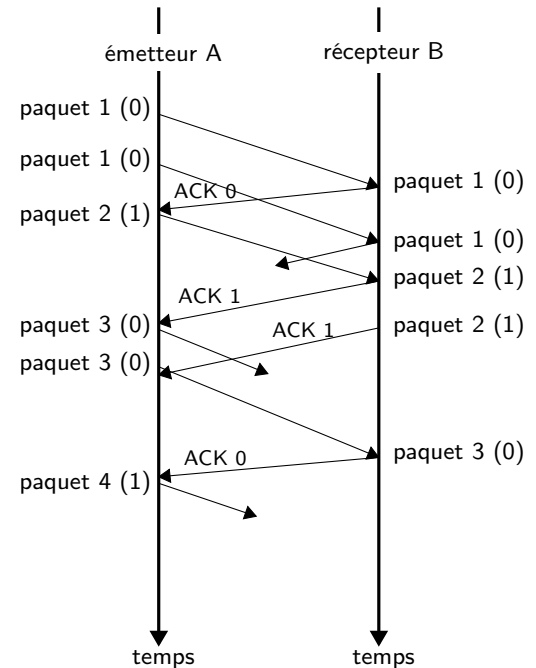 émetteur A
récepteur B
paquet 1 (0)
paquet 1 (0)
ACK 0
paquet 1 (0)
paquet 2 (1)
paquet 1 (0)
paquet 2 (1)
ACK 1
paquet 3 (0)
ACK 1
paquet 2 (1)
paquet 3 (0)
paquet 3 (0)
ACK 0
paquet 4 (1)
temps
temps